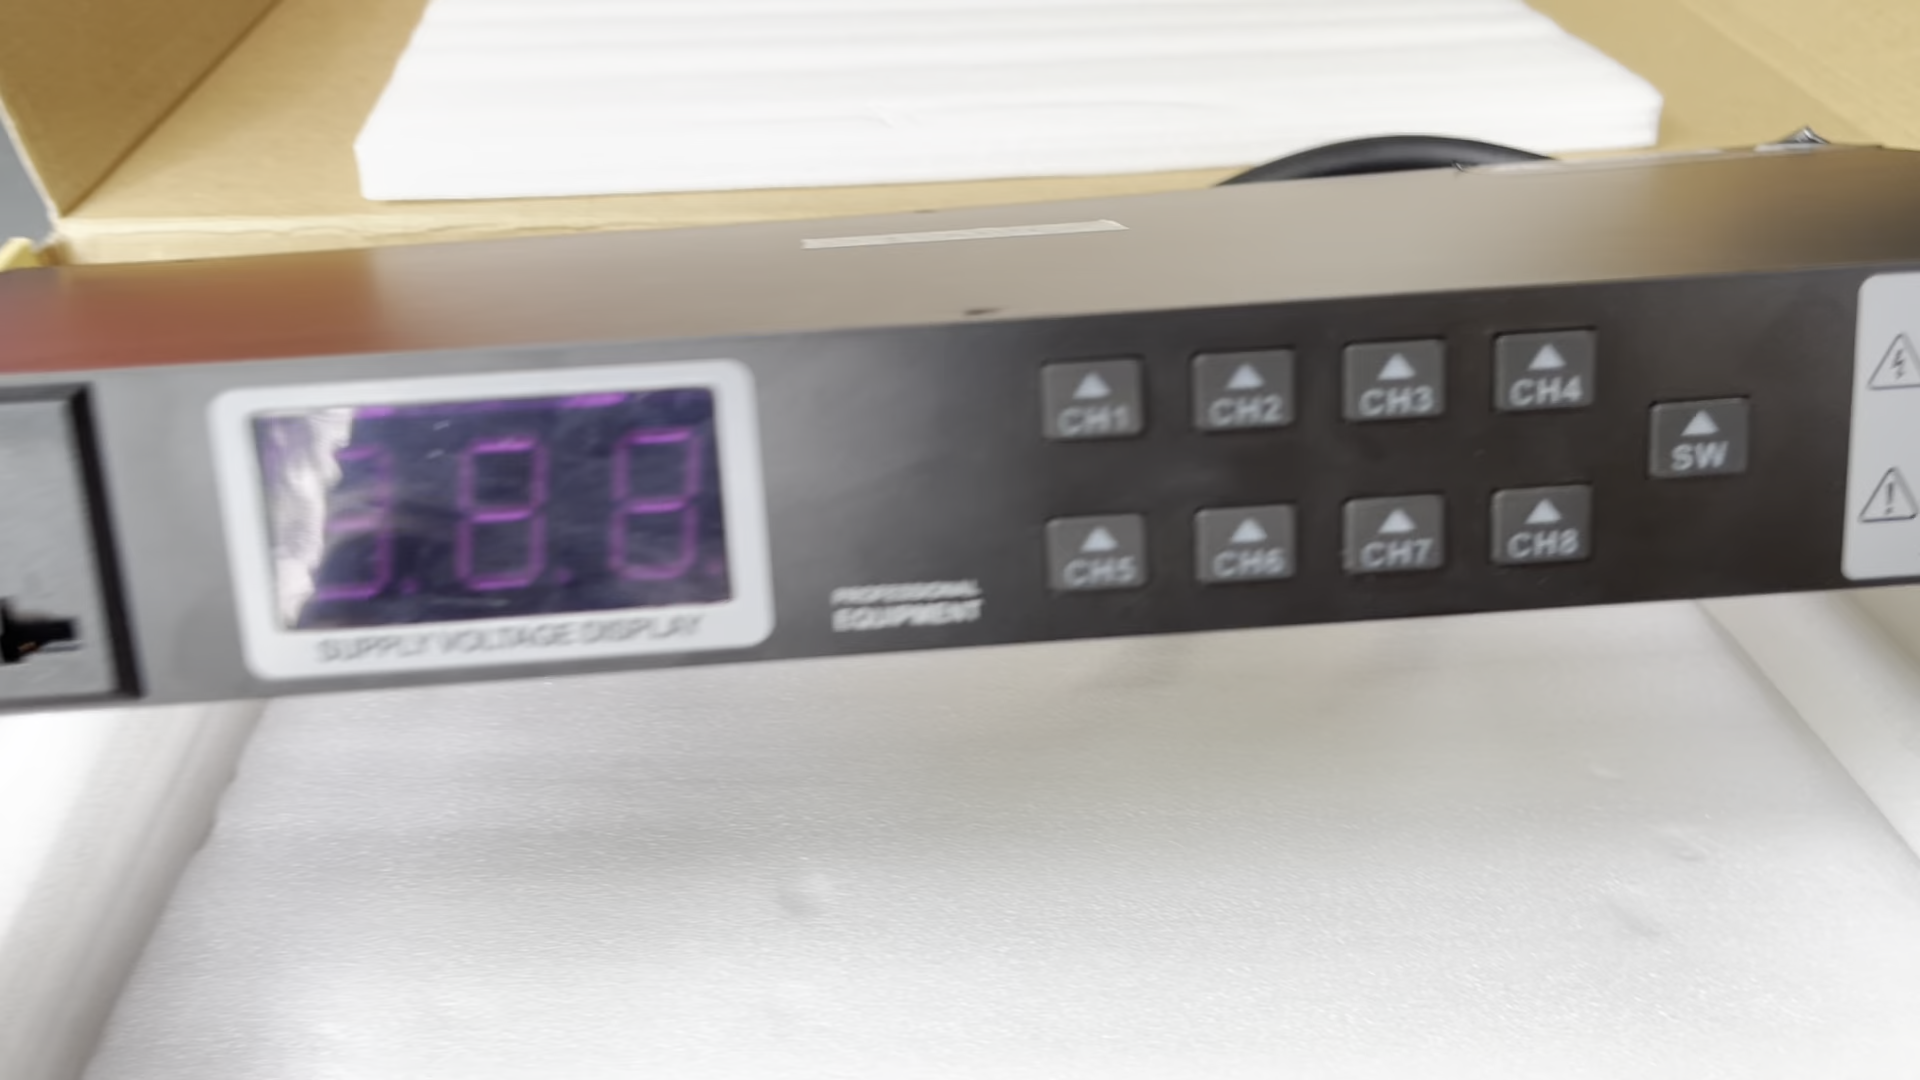 SUPPLY VOLTAGE DISPLAY
PROFESSIONAL
EQUIPMENT
CH1 CH2 CH3 CH4
SW
CH5 CH6 CH7 CH8